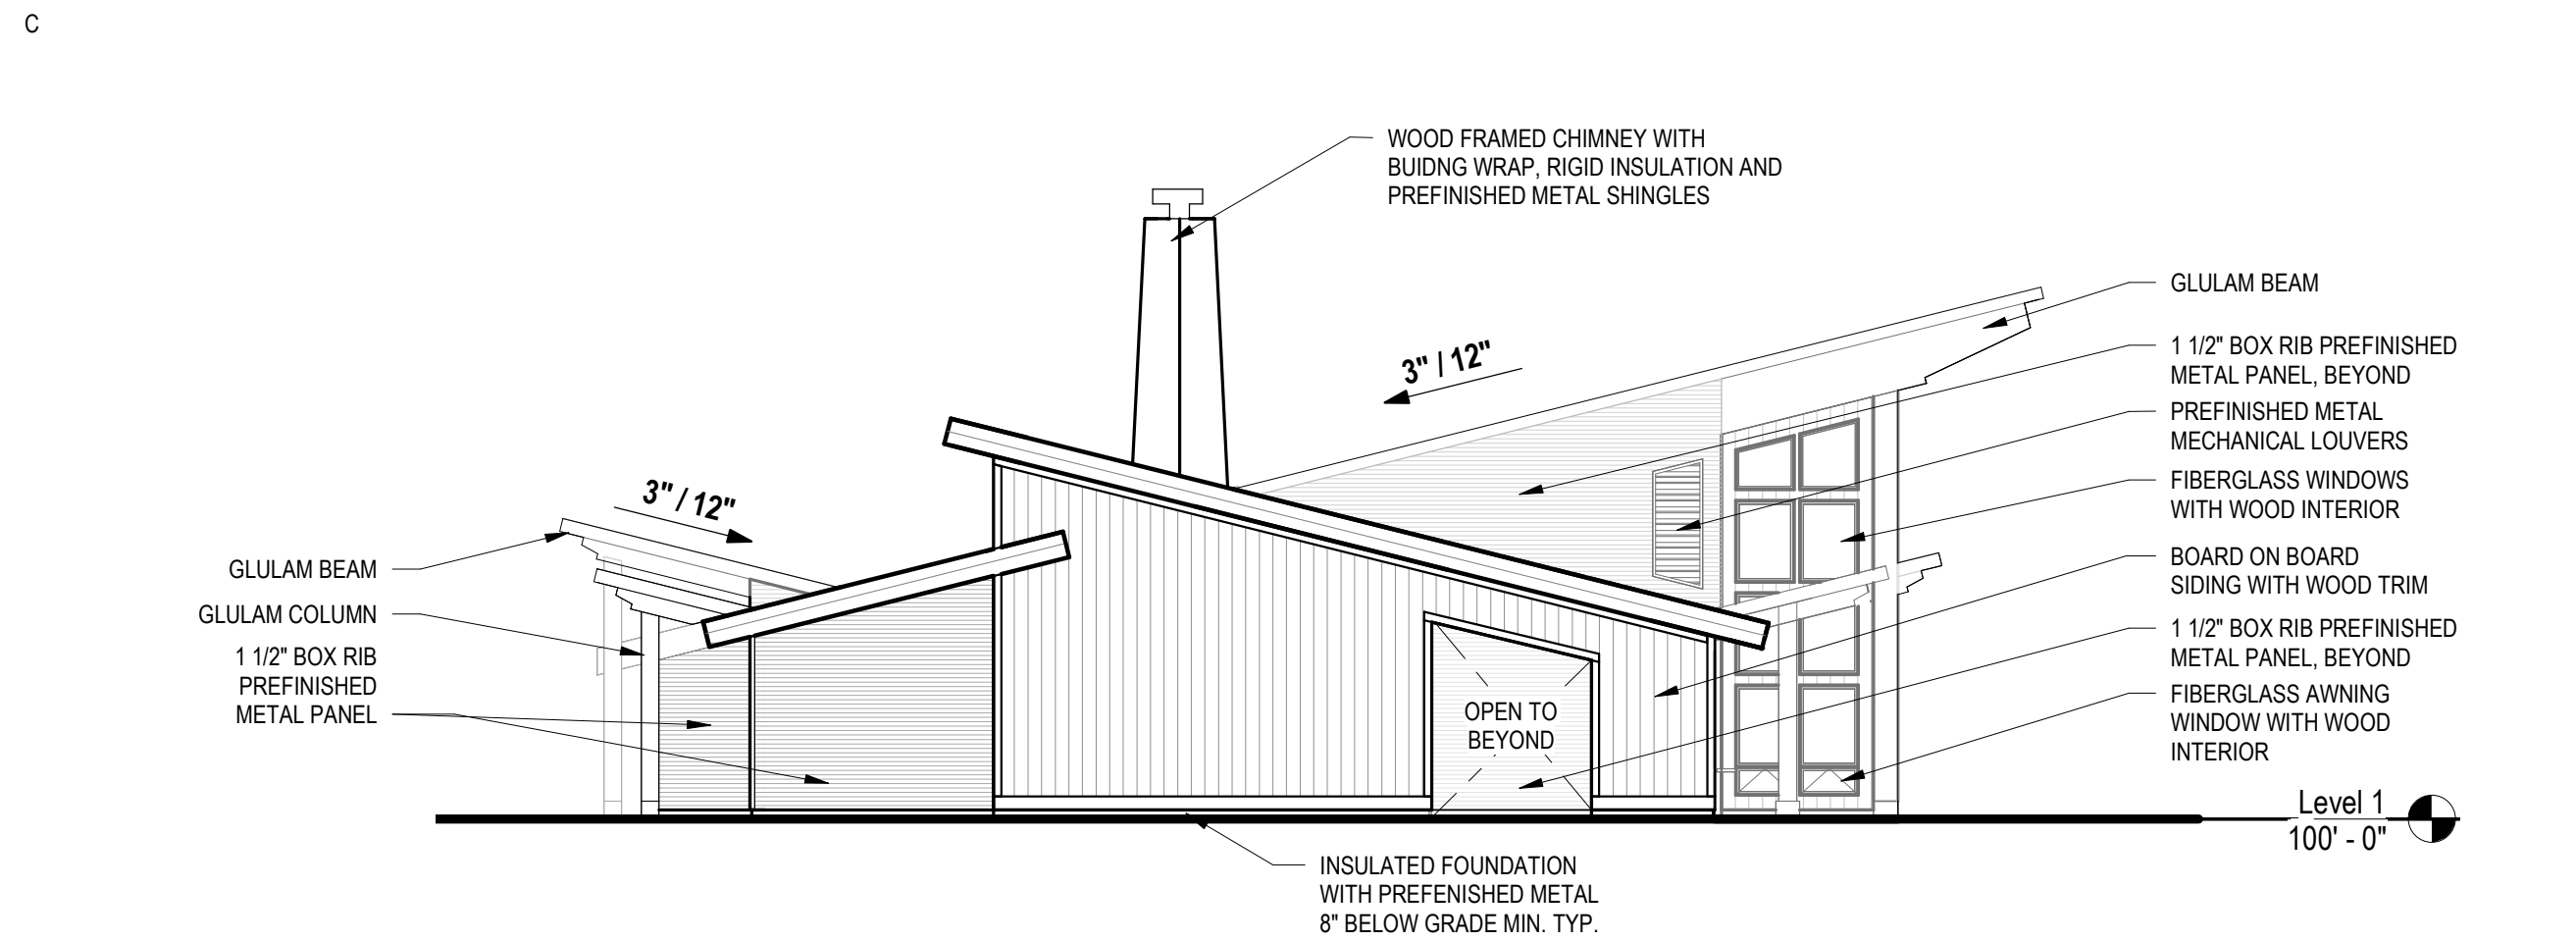 C
WOOD FRAMED CHIMNEY WITH
BUIDNG WRAP, RIGID INSULATION AND
PREFINISHED METAL SHINGLES
GLULAM BEAM
3" / 12"
1 1/2" BOX RIB PREFINISHED
METAL PANEL, BEYOND
PREFINISHED METAL
MECHANICAL LOUVERS
FIBERGLASS WINDOWS
WITH WOOD INTERIOR
3" / 12"
GLULAM BEAM
GLULAM COLUMN
1 1/2" BOX RIB
PREFINISHED
METAL PANEL
BOARD ON BOARD
SIDING WITH WOOD TRIM
1 1/2" BOX RIB PREFINISHED
METAL PANEL, BEYOND
FIBERGLASS AWNING
WINDOW WITH WOOD
INTERIOR
OPEN TO
BEYOND
Level 1
100' - 0"
INSULATED FOUNDATION
WITH PREFENISHED METAL
8" BELOW GRADE MIN. TYP.